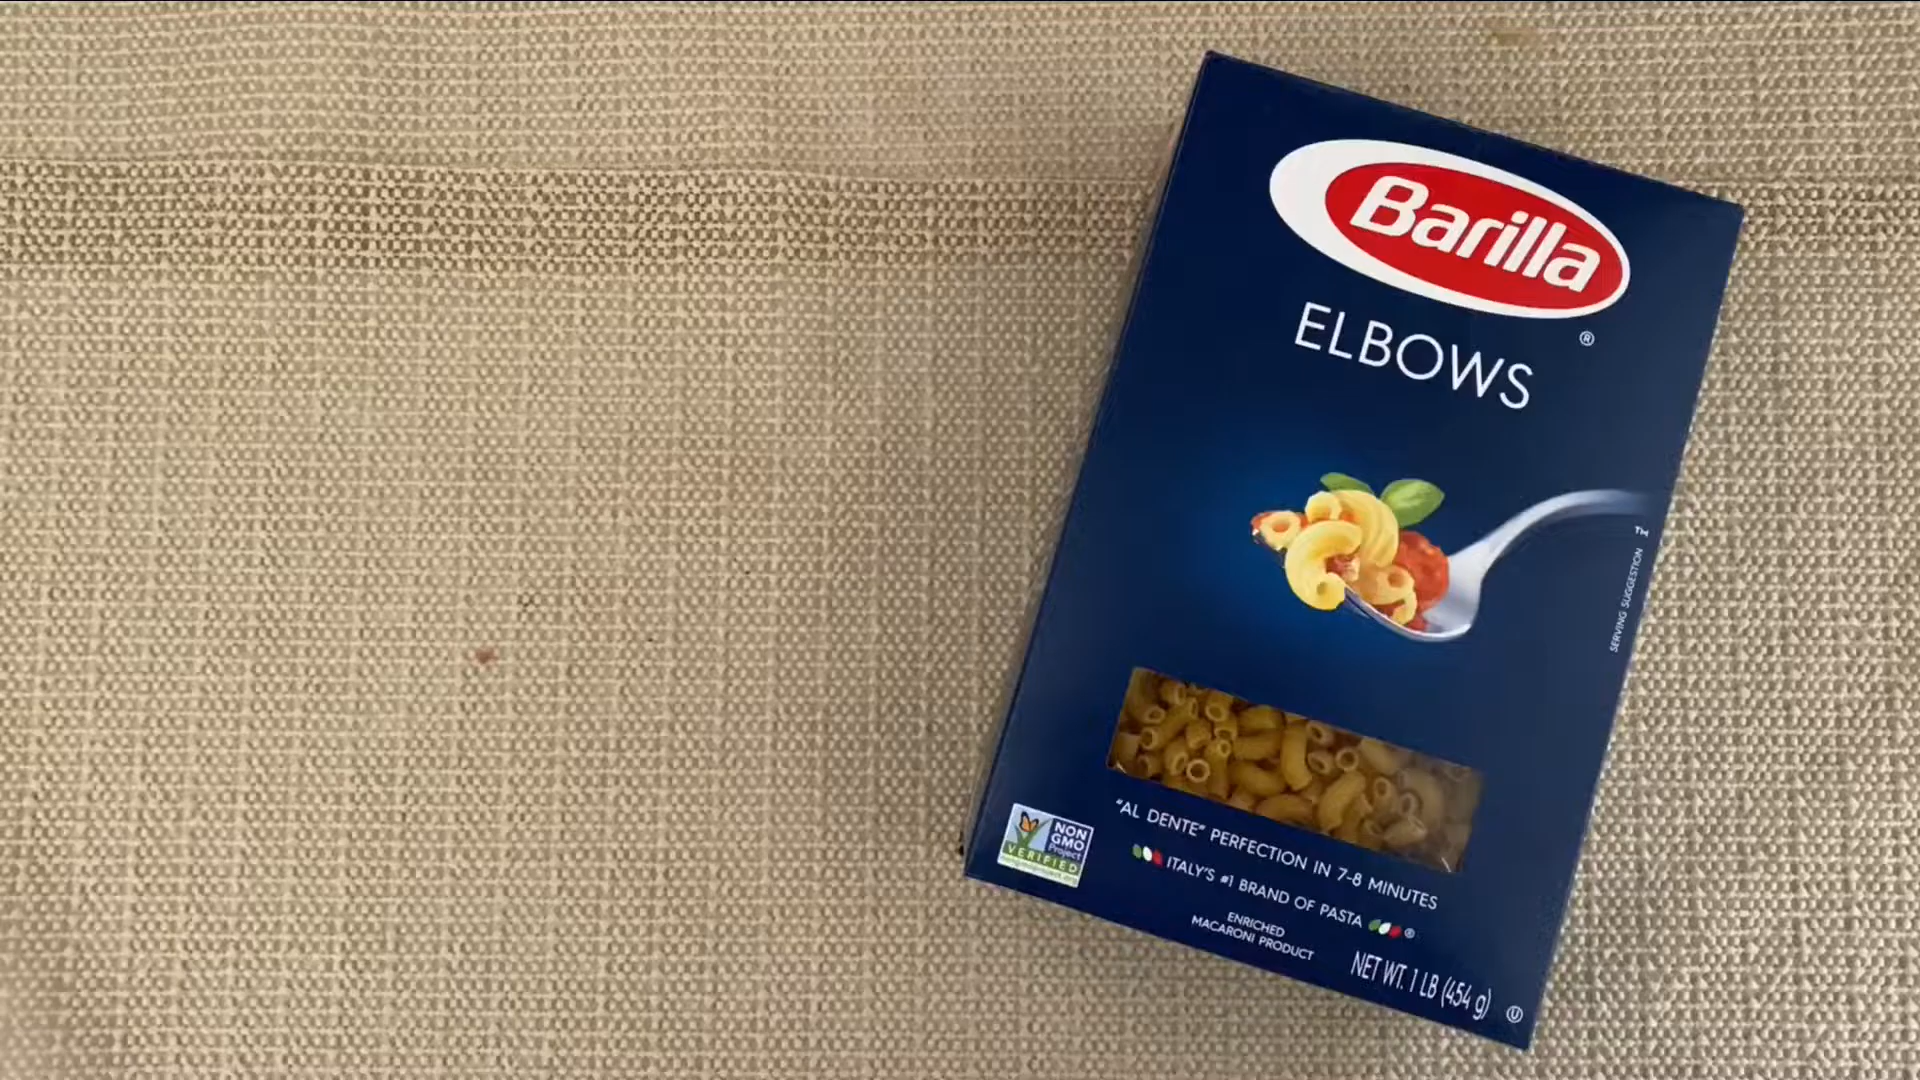 Barilla
®
ELBOWS
SERVING SUGGESTION
"AL DENTE" PERFECTION IN 7-8 MINUTES
ITALY'S #1 BRAND OF PASTA ®
NON
GMO
Project
VERIFIED
ENRICHED
MACARONI PRODUCT
NET WT. 1 LB (454 g)
U